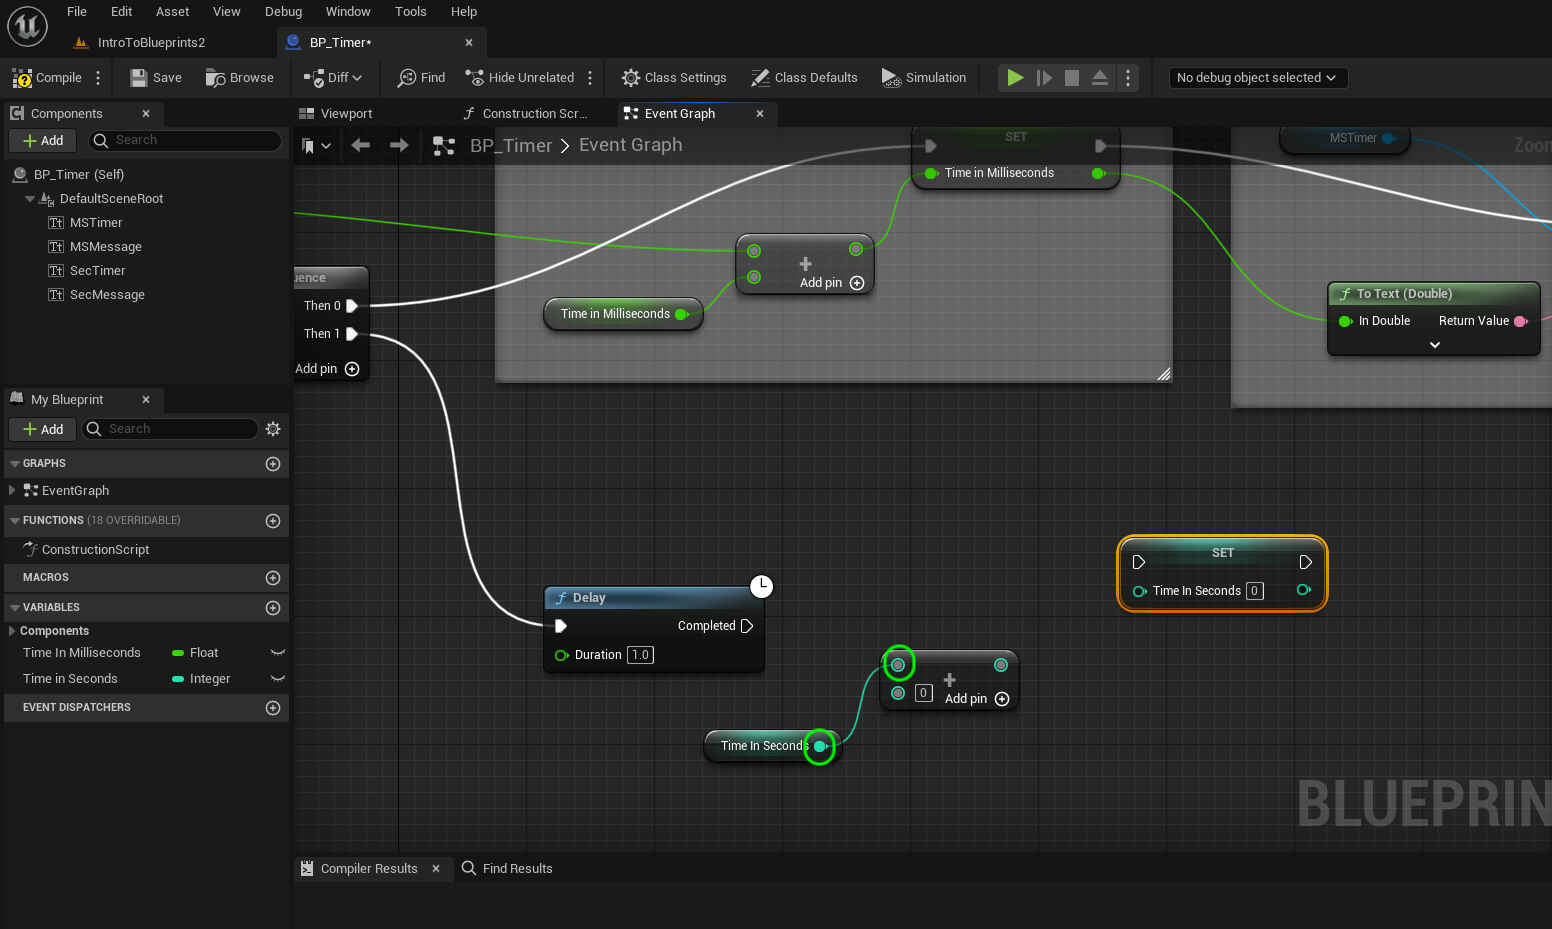 File Edit Asset View Debug Window Tools Help
IntroToBlueprints2
BP_Timer*
Compile Save Browse Diff Find Hide Unrelated Class Settings Class Defaults Simulation No debug object selected
Components
Add Search
BP_Timer (Self)
DefaultSceneRoot
MSTimer
MSMessage
SecTimer
SecMessage
My Blueprint
Add Search
GRAPHS
EventGraph
FUNCTIONS (18 OVERRIDABLE)
ConstructionScript
MACROS
VARIABLES
Components
Time In Milliseconds Float
Time in Seconds Integer
EVENT DISPATCHERS
Viewport Construction Scr... Event Graph
BP_Timer > Event Graph
Zoom
SET
Time in Milliseconds
MSTimer
uence
Then 0
Then 1
Add pin
Add pin
Time in Milliseconds
To Text (Double)
In Double Return Value
SET
Time In Seconds 0
Delay
Completed
Duration 1.0
0
Add pin
Time In Seconds
BLUEPRIN
Compiler Results Find Results